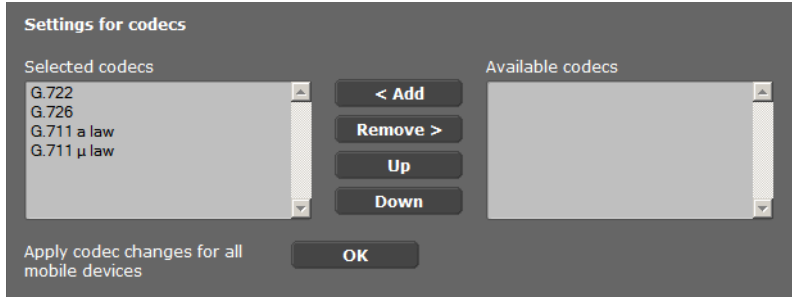 Settings for codecs
Selected codecs
Available codecs
G.722
G.726
G.711 a law
G.711 µ law
< Add
Remove >
Up
Down
Apply codec changes for all
mobile devices
OK